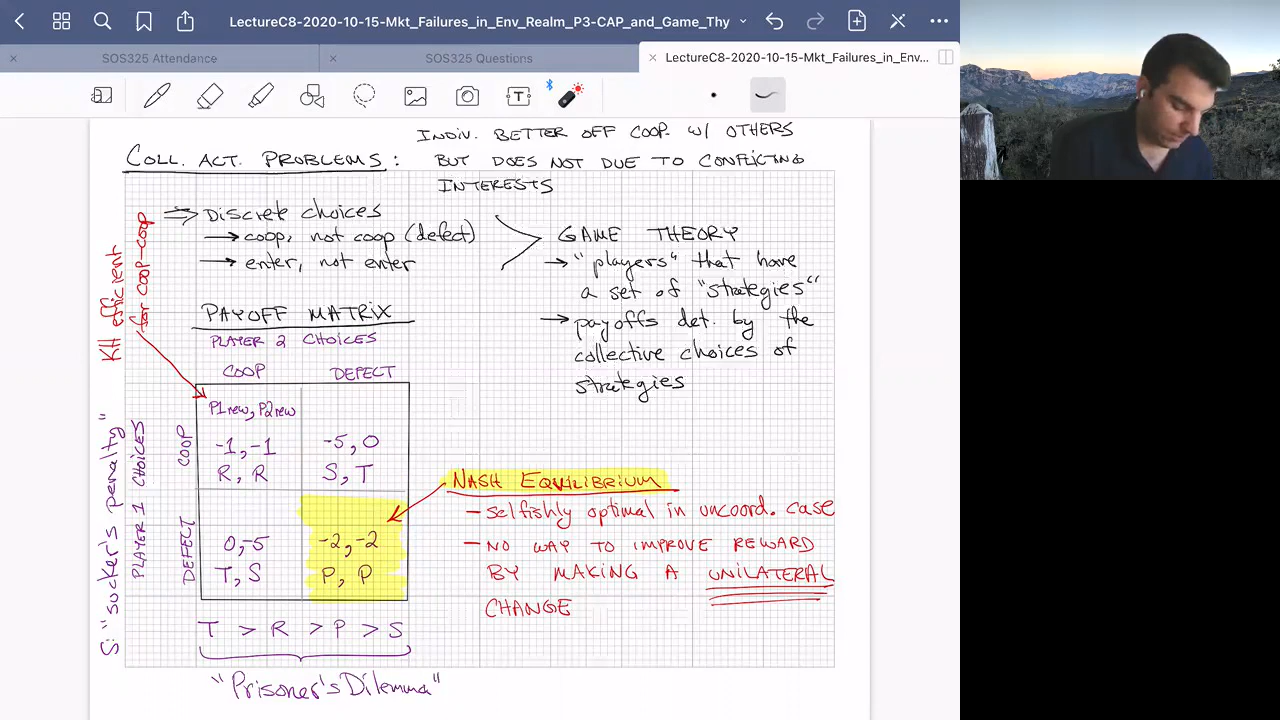 LectureC8-2020-10-15-Mkt_Failures_in_Env_Realm_P3-CAP_and_Game_Thy
SOS325 Attendance
SOS325 Questions
LectureC8-2020-10-15-Mkt_Failures_in_Env...
INDIV. BETTER OFF COOP. W/ OTHERS
COLL. ACT. PROBLEMS: BUT DOES NOT DUE TO CONFLICTING
INTERESTS
⇒ Discrete choices
→ coop, not coop (defect)
→ enter, not enter
GAME THEORY
→ "players" that have
a set of "strategies"
→ payoffs det. by the
collective choices of
strategies
KH efficient
for coop-coop
PAYOFF MATRIX
PLAYER 2 CHOICES
COOP DEFECT
PLAYER 1 CHOICES
COOP
P1rew, P2rew
-1, -1 -5, 0
R, R S, T
DEFECT
0, -5 -2, -2
T, S P, P
S: "sucker's penalty"
T > R > P > S
"Prisoner's Dilemma"
NASH EQUILIBRIUM
- selfishly optimal in uncoord. case
- NO WAY TO IMPROVE REWARD
BY MAKING A UNILATERAL
CHANGE